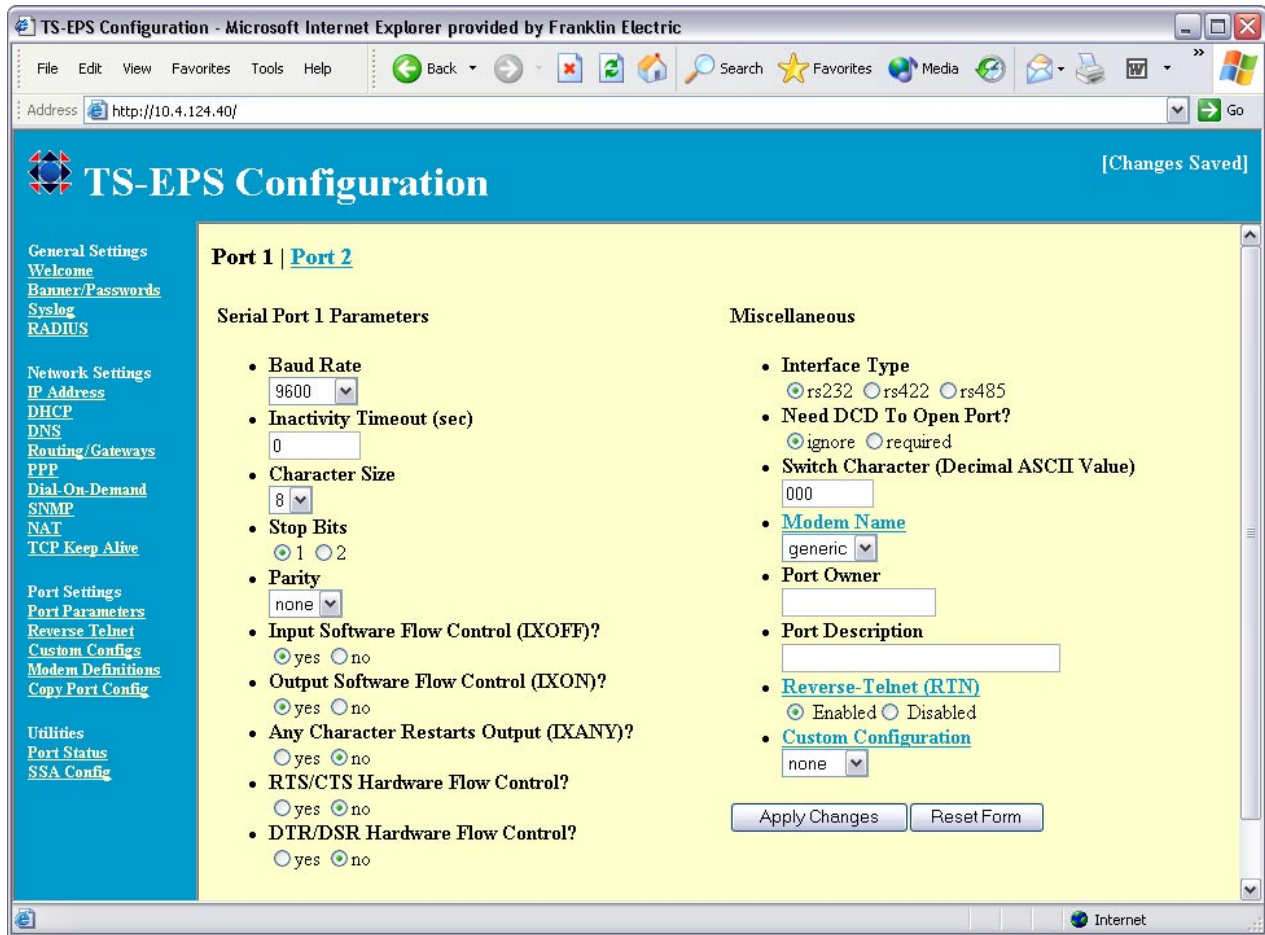 TS-EPS Configuration - Microsoft Internet Explorer provided by Franklin Electric
File Edit View Favorites Tools Help Back Search Favorites Media
Address http://10.4.124.40/ Go
TS-EPS Configuration
[Changes Saved]
General Settings
Welcome
Banner/Passwords
Syslog
RADIUS
Network Settings
IP Address
DHCP
DNS
Routing/Gateways
PPP
Dial-On-Demand
SNMP
NAT
TCP Keep Alive
Port Settings
Port Parameters
Reverse Telnet
Custom Configs
Modem Definitions
Copy Port Config
Utilities
Port Status
SSA Config
Port 1 | Port 2
Serial Port 1 Parameters
Baud Rate
9600
Inactivity Timeout (sec)
0
Character Size
8
Stop Bits
1 2
Parity
none
Input Software Flow Control (IXOFF)?
yes no
Output Software Flow Control (IXON)?
yes no
Any Character Restarts Output (IXANY)?
yes no
RTS/CTS Hardware Flow Control?
yes no
DTR/DSR Hardware Flow Control?
yes no
Miscellaneous
Interface Type
rs232 rs422 rs485
Need DCD To Open Port?
ignore required
Switch Character (Decimal ASCII Value)
000
Modem Name
generic
Port Owner
Port Description
Reverse-Telnet (RTN)
Enabled Disabled
Custom Configuration
none
Apply Changes Reset Form
Internet